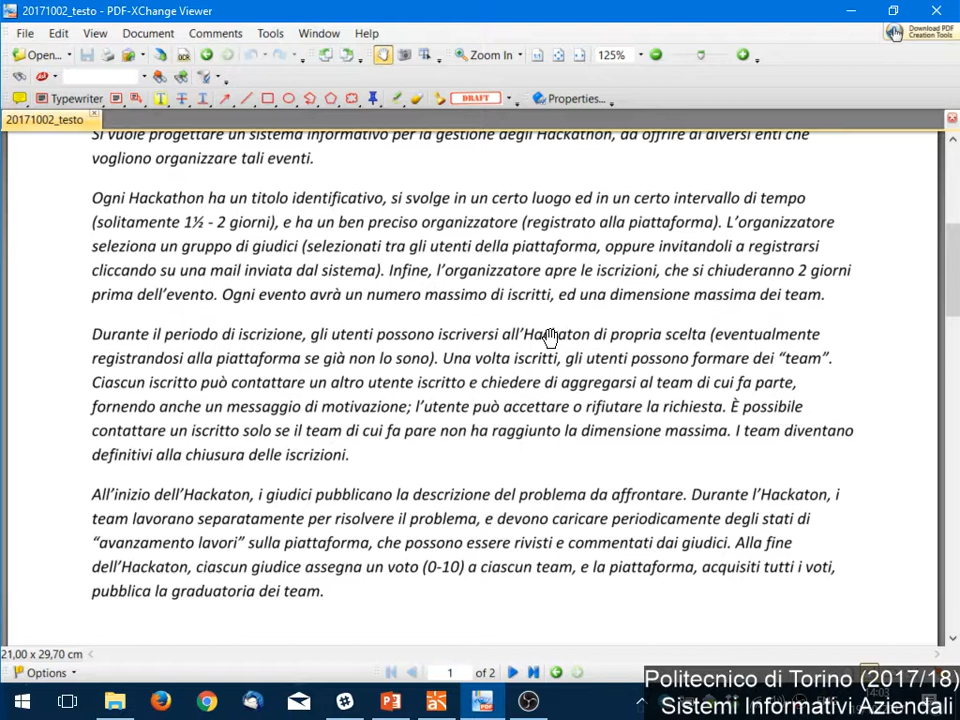 20171002_testo - PDF-XChange Viewer
File Edit View Document Comments Tools Window Help
Download PDF
Creation Tools
Open... OCR Zoom In 125%
Typewriter DRAFT Properties...
20171002_testo
Si vuole progettare un sistema informativo per la gestione degli Hackathon, da offrire ai diversi enti che
vogliono organizzare tali eventi.
Ogni Hackathon ha un titolo identificativo, si svolge in un certo luogo ed in un certo intervallo di tempo
(solitamente 1½ - 2 giorni), e ha un ben preciso organizzatore (registrato alla piattaforma). L’organizzatore
seleziona un gruppo di giudici (selezionati tra gli utenti della piattaforma, oppure invitandoli a registrarsi
cliccando su una mail inviata dal sistema). Infine, l’organizzatore apre le iscrizioni, che si chiuderanno 2 giorni
prima dell’evento. Ogni evento avrà un numero massimo di iscritti, ed una dimensione massima dei team.
Durante il periodo di iscrizione, gli utenti possono iscriversi all’Hackaton di propria scelta (eventualmente
registrandosi alla piattaforma se già non lo sono). Una volta iscritti, gli utenti possono formare dei “team”.
Ciascun iscritto può contattare un altro utente iscritto e chiedere di aggregarsi al team di cui fa parte,
fornendo anche un messaggio di motivazione; l’utente può accettare o rifiutare la richiesta. È possibile
contattare un iscritto solo se il team di cui fa pare non ha raggiunto la dimensione massima. I team diventano
definitivi alla chiusura delle iscrizioni.
All’inizio dell’Hackaton, i giudici pubblicano la descrizione del problema da affrontare. Durante l’Hackaton, i
team lavorano separatamente per risolvere il problema, e devono caricare periodicamente degli stati di
“avanzamento lavori” sulla piattaforma, che possono essere rivisti e commentati dai giudici. Alla fine
dell’Hackaton, ciascun giudice assegna un voto (0-10) a ciascun team, e la piattaforma, acquisiti tutti i voti,
pubblica la graduatoria dei team.
21,00 x 29,70 cm
Options 1 of 2
Politecnico di Torino (2017/18)
14:03
Sistemi Informativi Aziendali